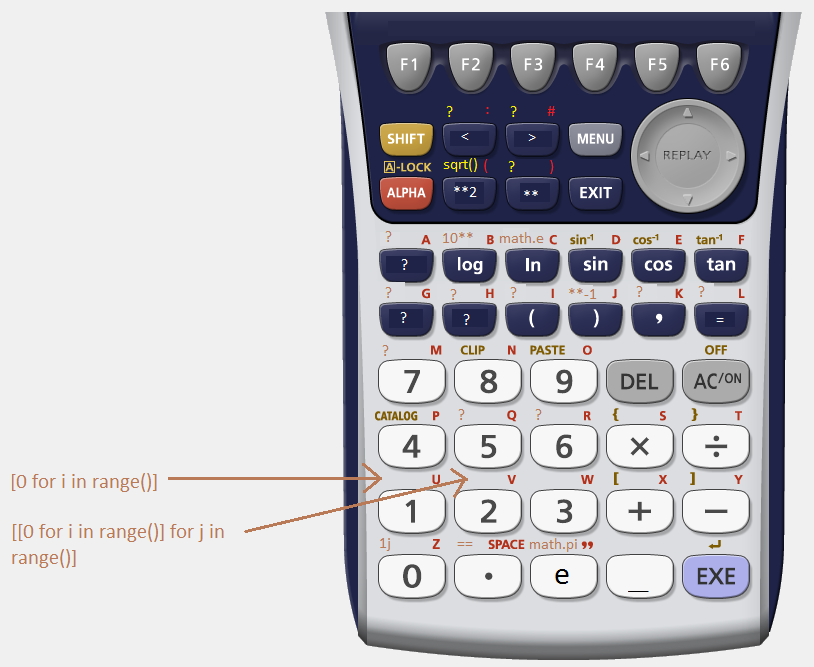 F1 F2 F3 F4 F5 F6
? : ? #
SHIFT < > MENU
REPLAY
A-LOCK sqrt() ( ? )
ALPHA **2 ** EXIT
? A 10** B math.e C sin⁻¹ D cos⁻¹ E tan⁻¹ F
? log ln sin cos tan
? G ? H ? I **-1 J ? K ? L
? ? ( ) , =
? M CLIP N PASTE O OFF
7 8 9 DEL AC/ON
CATALOG P ? Q ? R { S } T
4 5 6 × ÷
[0 for i in range()]
U V W [ X ] Y
1 2 3 + −
[[0 for i in range()] for j in
range()]
1j Z == SPACE math.pi " ↵
0 . e _ EXE